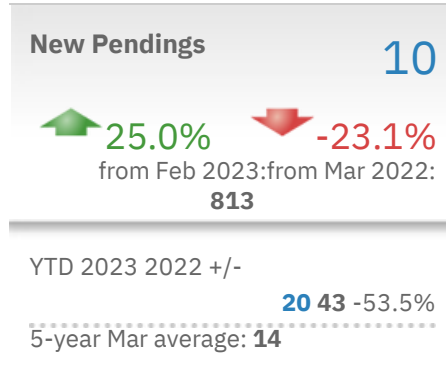 New Pendings 10
25.0% -23.1%
from Feb 2023:from Mar 2022:
813
YTD 2023 2022 +/-
20 43 -53.5%
5-year Mar average: 14